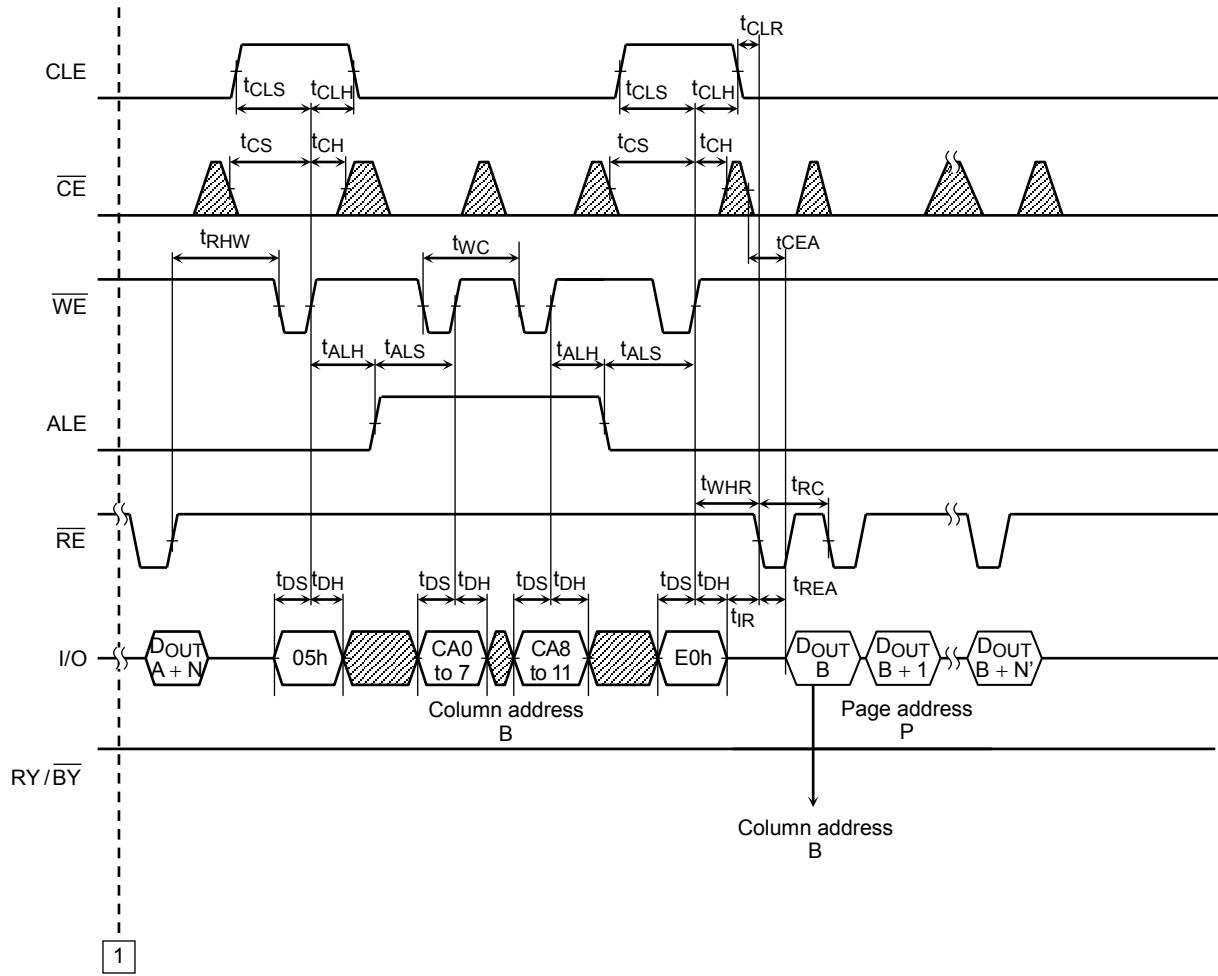 tCLR
CLE
tCLS tCLH tCLS tCLH
tCS tCH tCS tCH
CE
tRHW tWC tCEA
WE
tALH tALS tALH tALS
ALE
tWHR tRC
RE
tDS tDH tDS tDH tDS tDH tDS tDH tREA
tIR
I/O
DOUT
A + N
05h
CA0
to 7
CA8
to 11
E0h
DOUT
B
DOUT
B + 1
DOUT
B + N’
Column address
B
Page address
P
RY/BY
Column address
B
1